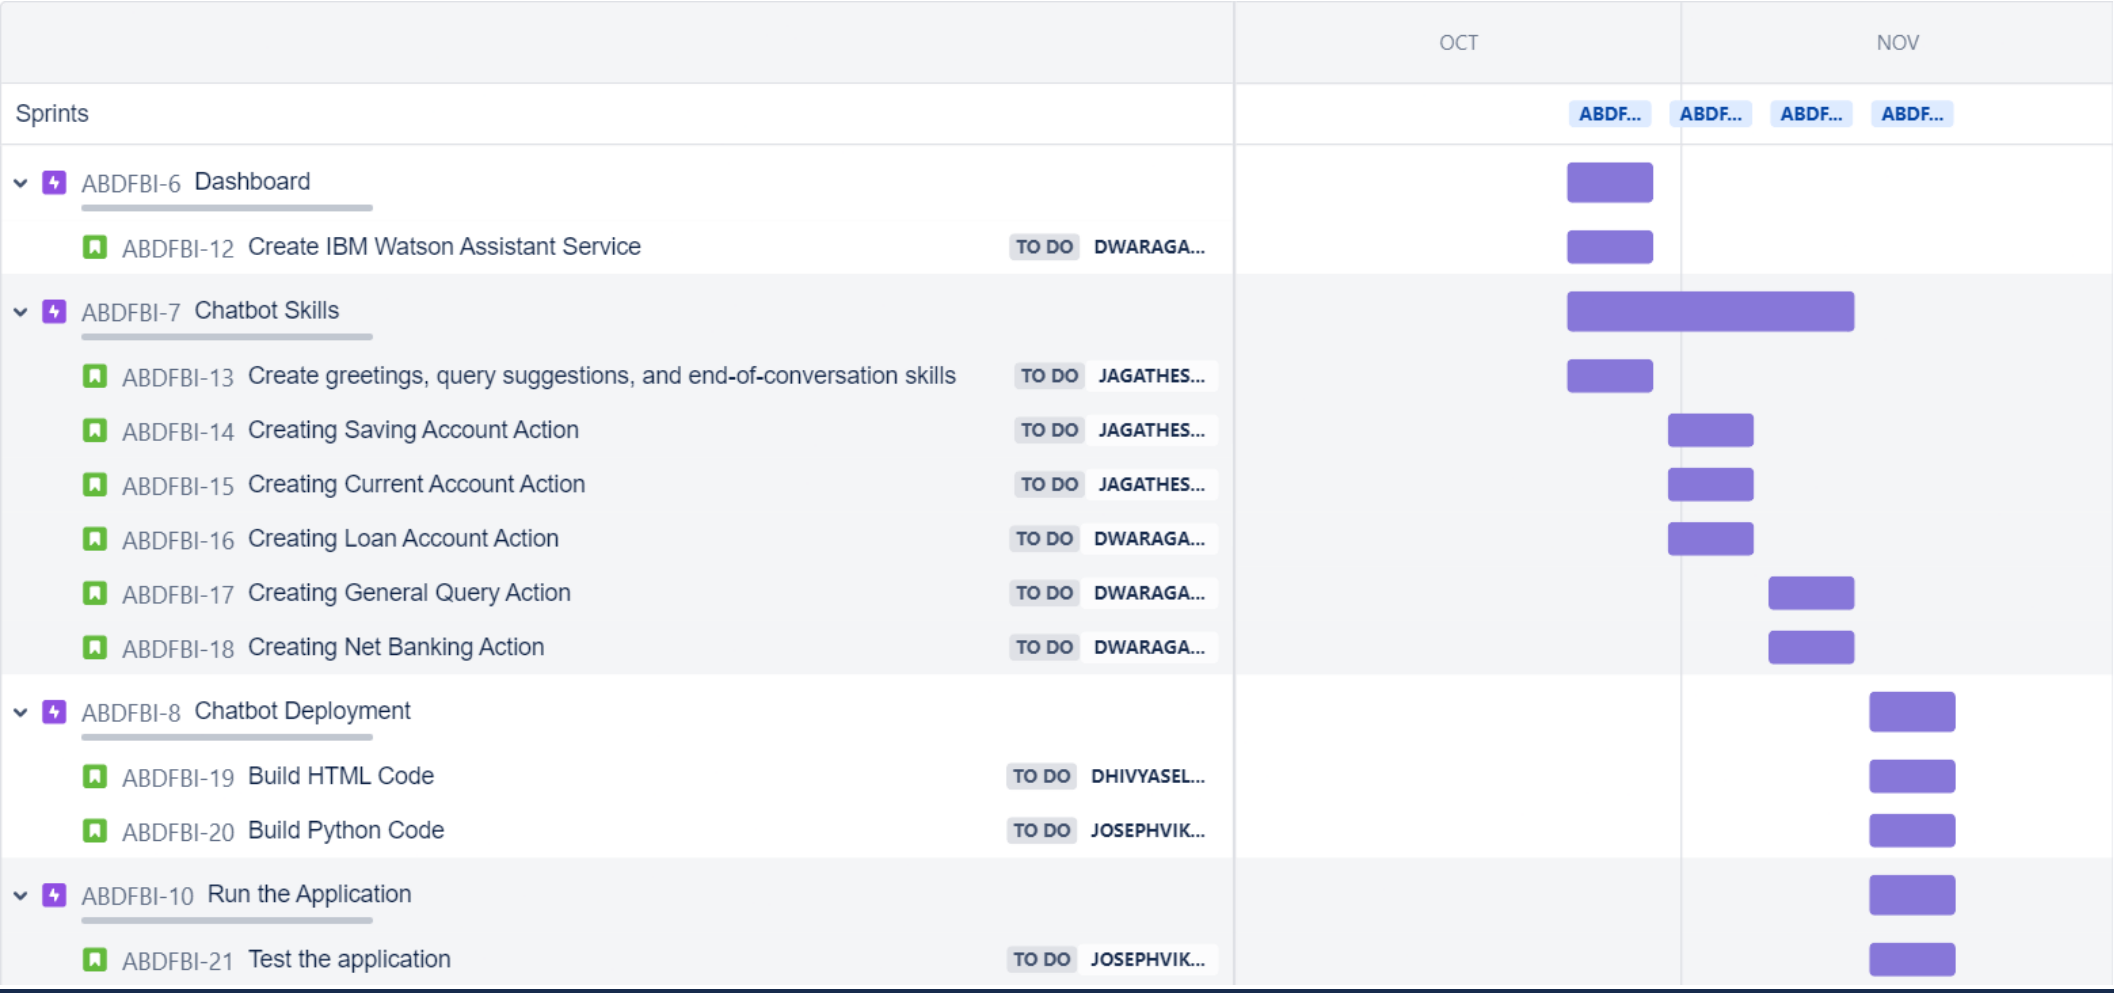 OCT NOV
Sprints ABDF... ABDF... ABDF... ABDF...
ABDFBI-6 Dashboard
ABDFBI-12 Create IBM Watson Assistant Service TO DO DWARAGA...
ABDFBI-7 Chatbot Skills
ABDFBI-13 Create greetings, query suggestions, and end-of-conversation skills TO DO JAGATHES...
ABDFBI-14 Creating Saving Account Action TO DO JAGATHES...
ABDFBI-15 Creating Current Account Action TO DO JAGATHES...
ABDFBI-16 Creating Loan Account Action TO DO DWARAGA...
ABDFBI-17 Creating General Query Action TO DO DWARAGA...
ABDFBI-18 Creating Net Banking Action TO DO DWARAGA...
ABDFBI-8 Chatbot Deployment
ABDFBI-19 Build HTML Code TO DO DHIVYASEL...
ABDFBI-20 Build Python Code TO DO JOSEPHVIK...
ABDFBI-10 Run the Application
ABDFBI-21 Test the application TO DO JOSEPHVIK...